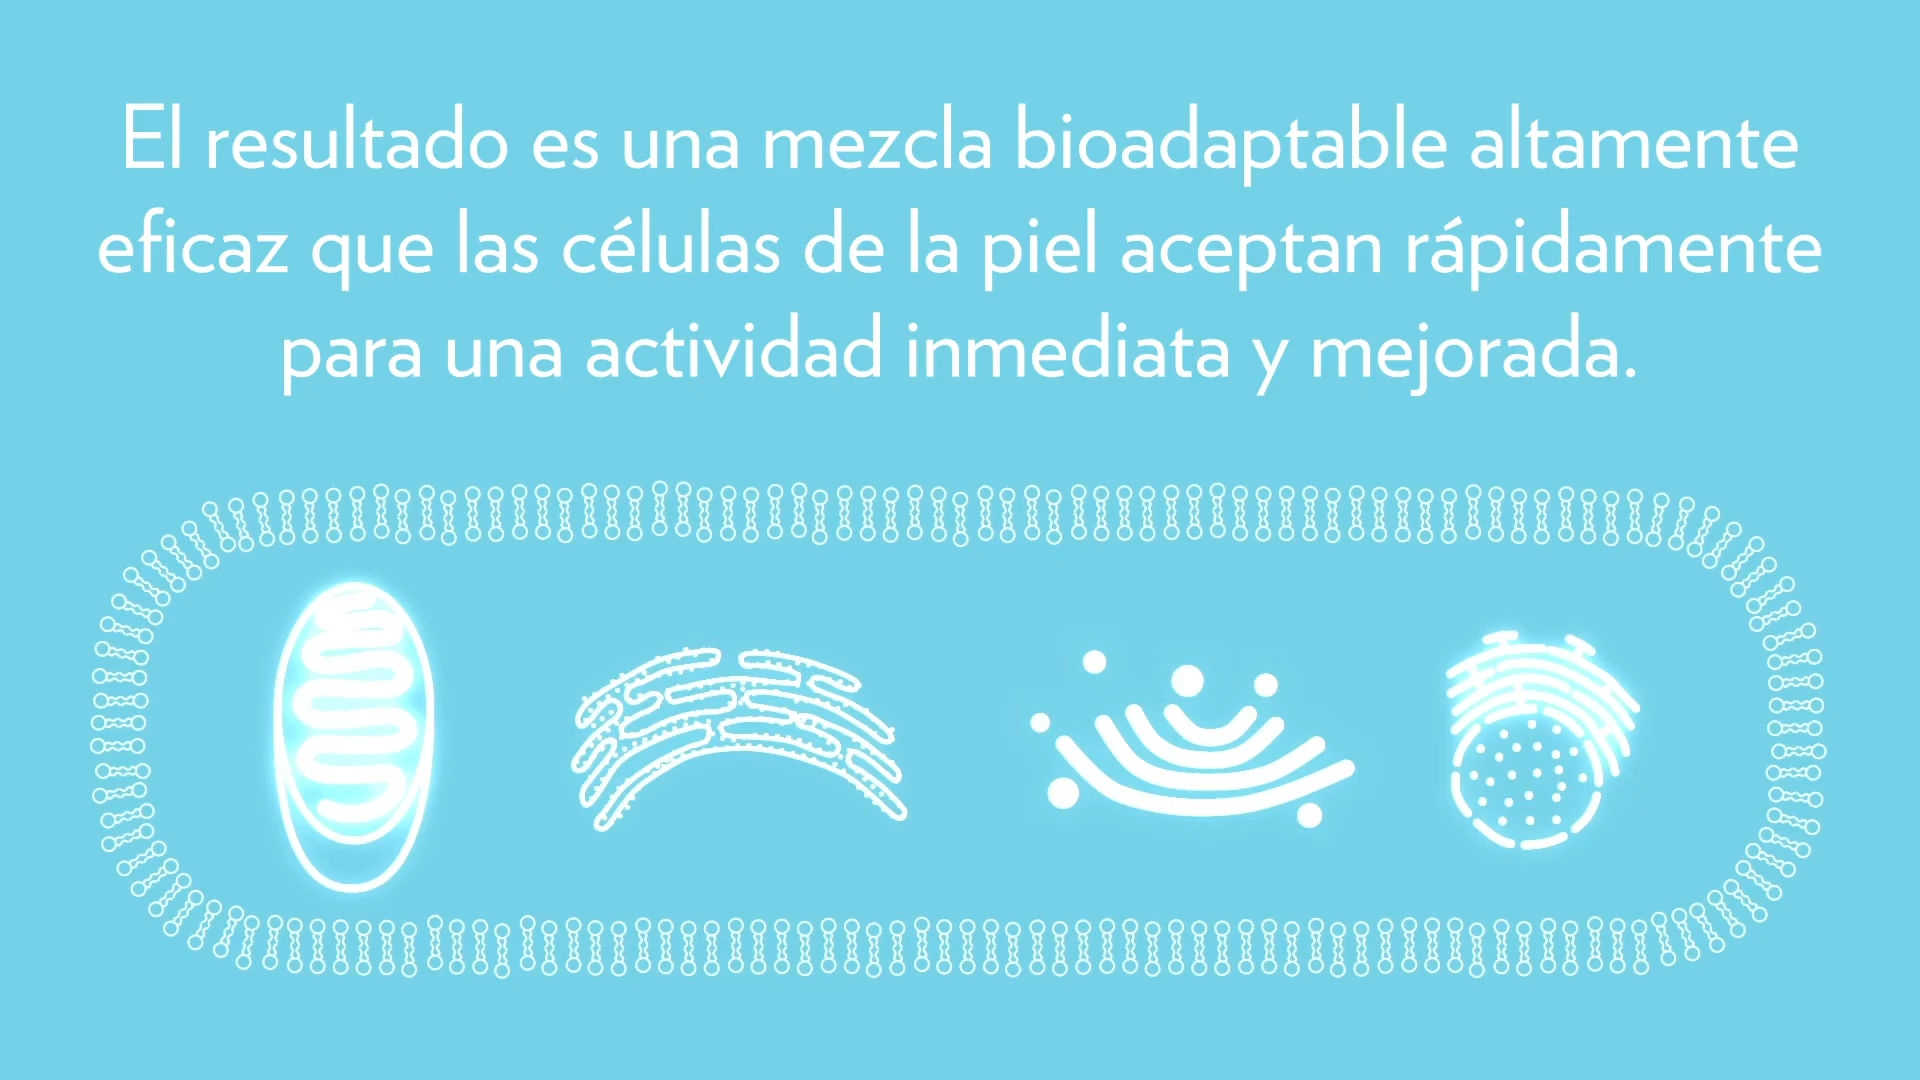 El resultado es una mezcla bioadaptable altamente
eficaz que las células de la piel aceptan rápidamente
para una actividad inmediata y mejorada.